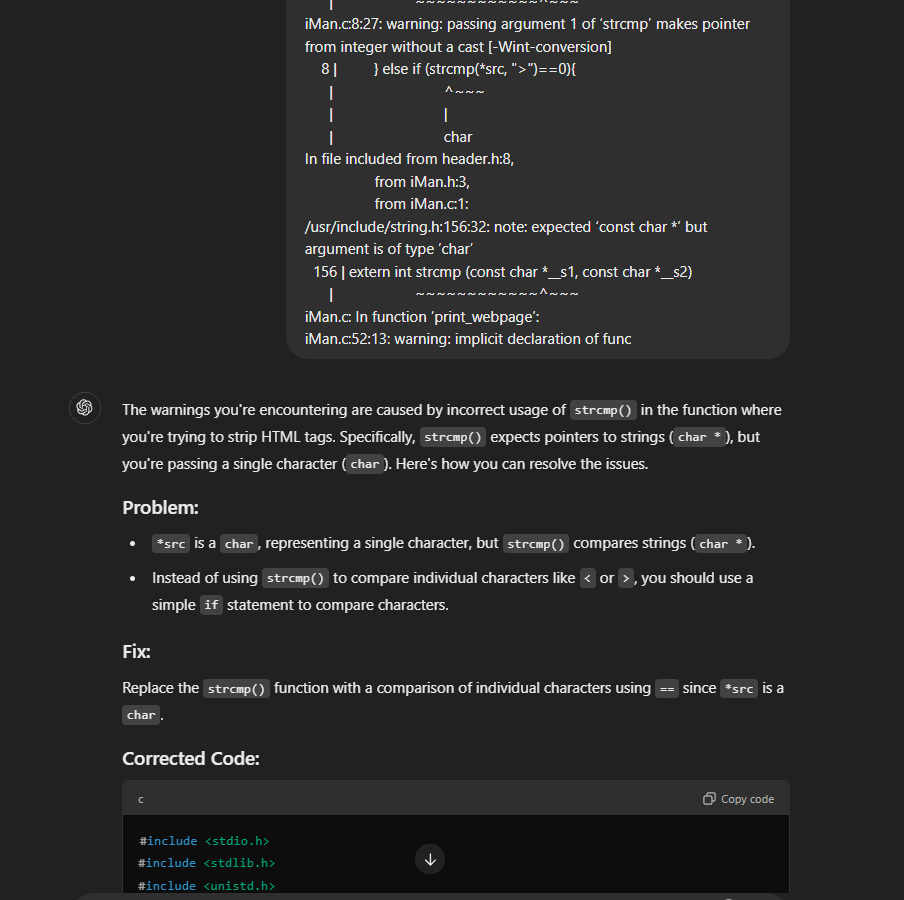 | ~~~~~~~~~~~~^~~~
iMan.c:8:27: warning: passing argument 1 of ‘strcmp’ makes pointer
from integer without a cast [-Wint-conversion]
8 | } else if (strcmp(*src, ">")==0){
| ^~~~
| |
| char
In file included from header.h:8,
from iMan.h:3,
from iMan.c:1:
/usr/include/string.h:156:32: note: expected ‘const char *’ but
argument is of type ‘char’
156 | extern int strcmp (const char *__s1, const char *__s2)
| ~~~~~~~~~~~~^~~~
iMan.c: In function ‘print_webpage’:
iMan.c:52:13: warning: implicit declaration of func
The warnings you're encountering are caused by incorrect usage of strcmp() in the function where
you're trying to strip HTML tags. Specifically, strcmp() expects pointers to strings (char *), but
you're passing a single character (char). Here's how you can resolve the issues.
Problem:
• *src is a char, representing a single character, but strcmp() compares strings (char *).
• Instead of using strcmp() to compare individual characters like < or >, you should use a
simple if statement to compare characters.
Fix:
Replace the strcmp() function with a comparison of individual characters using == since *src is a
char.
Corrected Code:
c Copy code
#include <stdio.h>
#include <stdlib.h>
#include <unistd.h>